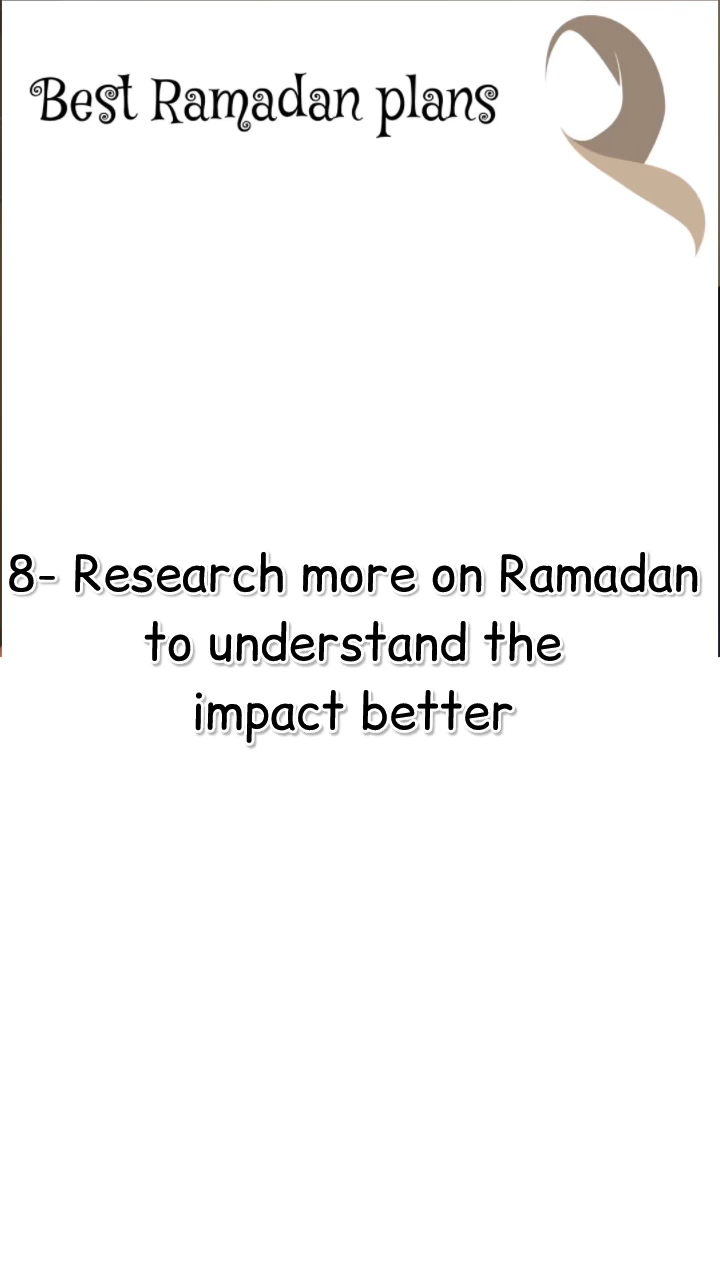 Best Ramadan plans
8- Research more on Ramadan
to understand the
impact better